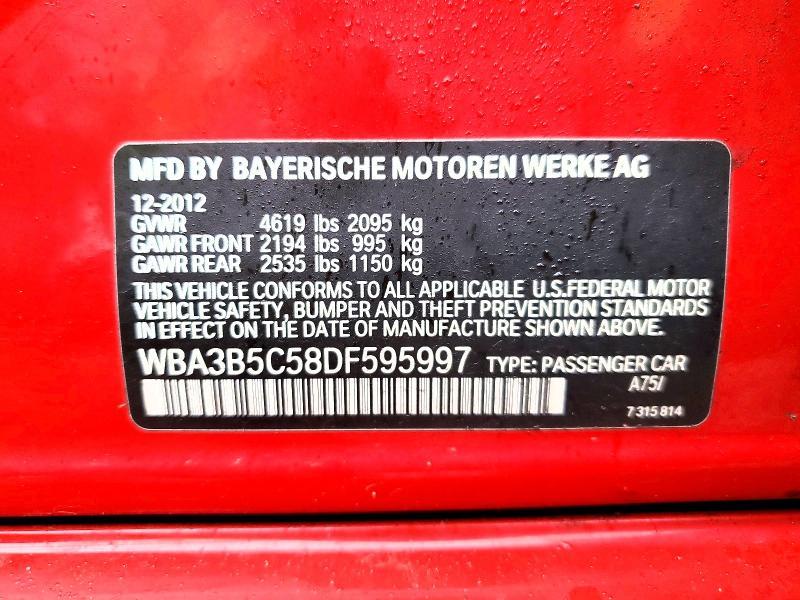 MFD BY BAYERISCHE MOTOREN WERKE AG
12-2012
GVWR 4619 lbs 2095 kg
GAWR FRONT 2194 lbs 995 kg
GAWR REAR 2535 lbs 1150 kg
THIS VEHICLE CONFORMS TO ALL APPLICABLE U.S.FEDERAL MOTOR
VEHICLE SAFETY, BUMPER AND THEFT PREVENTION STANDARDS
IN EFFECT ON THE DATE OF MANUFACTURE SHOWN ABOVE.
WBA3B5C58DF595997 TYPE: PASSENGER CAR
A75/
7 315 814